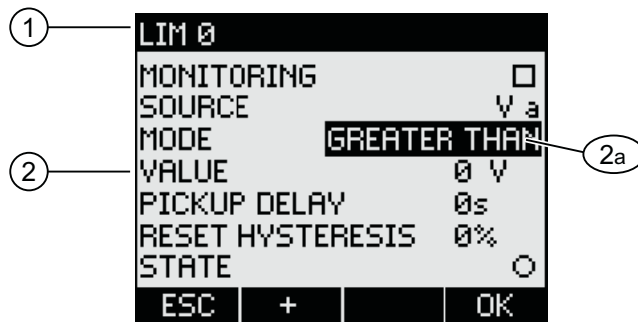 1 LIM 0
MONITORING
SOURCE V a
MODE GREATER THAN 2a
2 VALUE 0 V
PICKUP DELAY 0s
RESET HYSTERESIS 0%
STATE
ESC + OK